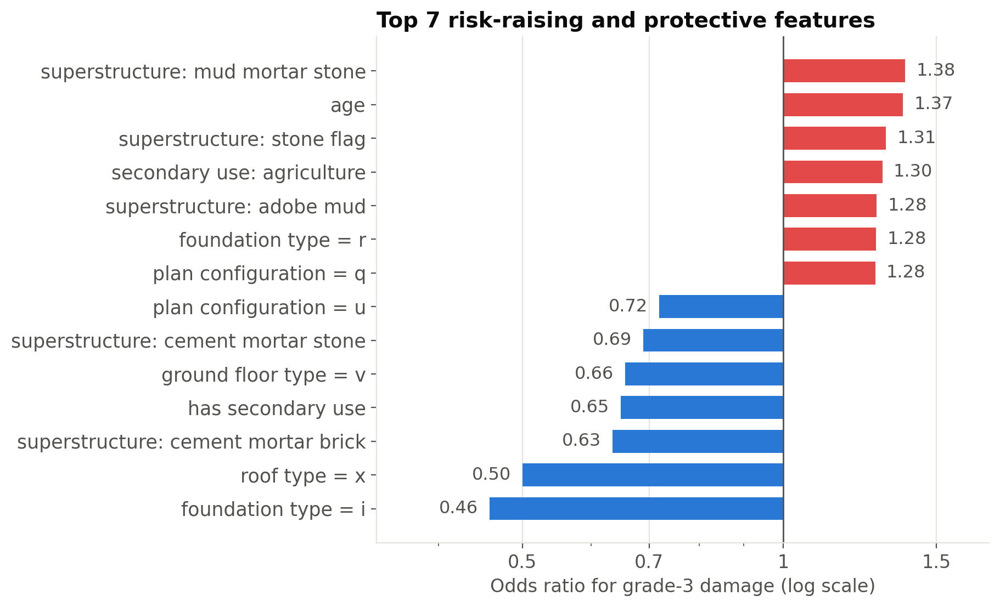 Top 7 risk-raising and protective features
superstructure: mud mortar stone 1.38
age 1.37
superstructure: stone flag 1.31
secondary use: agriculture 1.30
superstructure: adobe mud 1.28
foundation type = r 1.28
plan configuration = q 1.28
plan configuration = u 0.72
superstructure: cement mortar stone 0.69
ground floor type = v 0.66
has secondary use 0.65
superstructure: cement mortar brick 0.63
roof type = x 0.50
foundation type = i 0.46
0.5 0.7 1 1.5
Odds ratio for grade-3 damage (log scale)